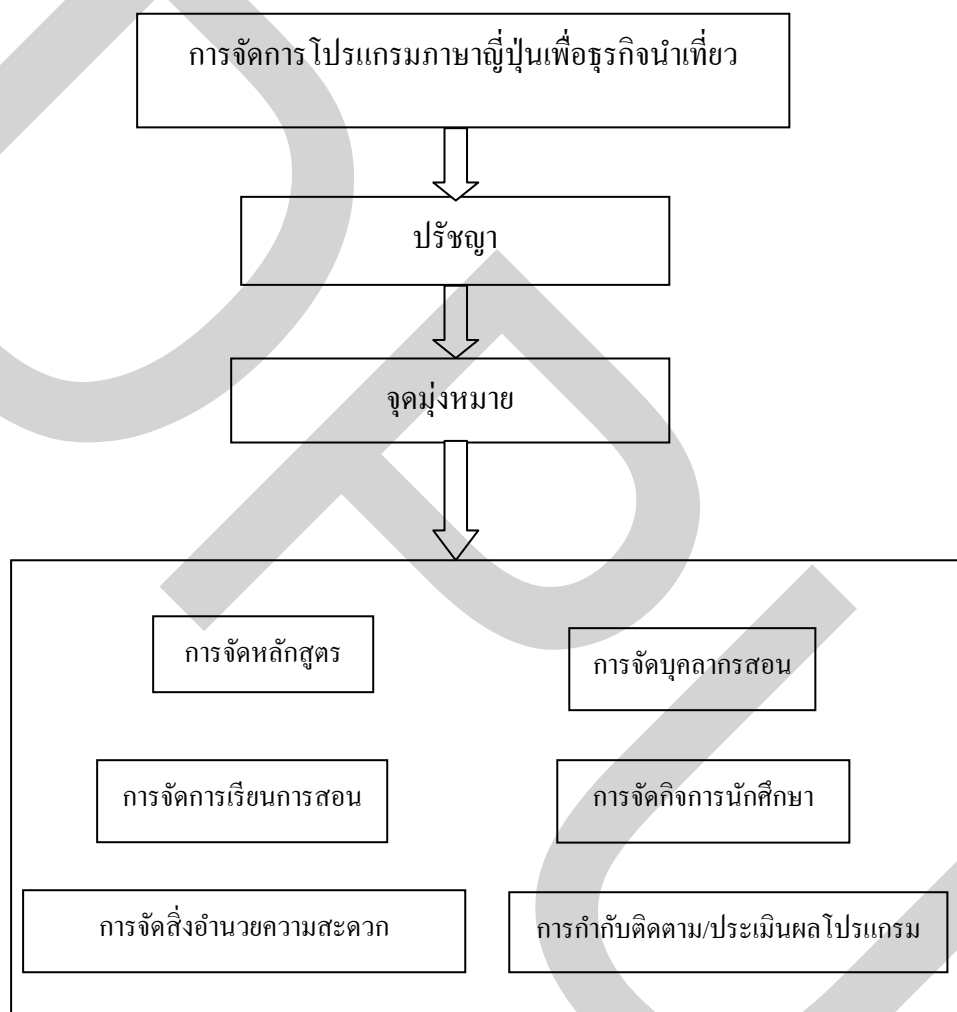 การจัดการโปรแกรมภาษาญี่ปุ่นเพื่อธุรกิจนำเที่ยว
ปรัชญา
จุดมุ่งหมาย
การจัดหลักสูตร
การจัดบุคลากรสอน
การจัดการเรียนการสอน
การจัดกิจการนักศึกษา
การจัดสิ่งอำนวยความสะดวก
การกำกับติดตาม/ประเมินผลโปรแกรม